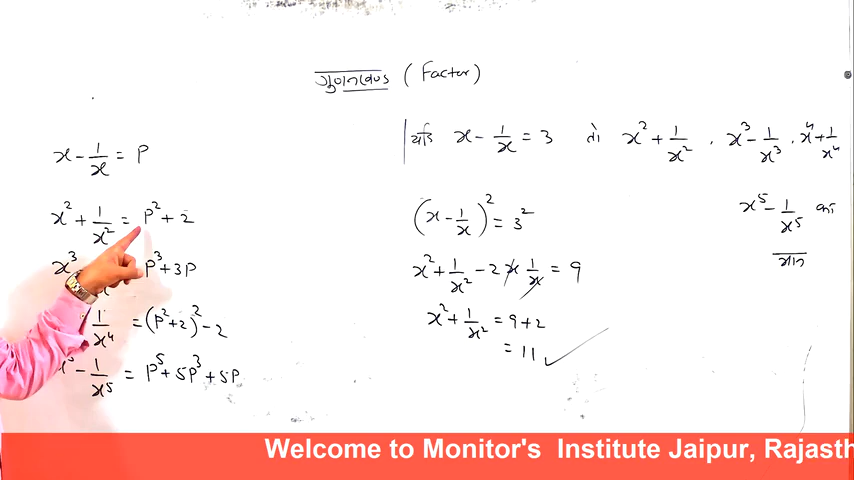 गुणनखण्ड (Factor)
x - 1/x = P
x² + 1/x² = P² + 2
x³ P³ + 3P
1/x⁴ = (P² + 2)² - 2
- 1/x⁵ = P⁵ + 5P³ + 5P
यदि x - 1/x = 3 तो x² + 1/x² , x³ - 1/x³ , x⁴ + 1/x⁴
x⁵ - 1/x⁵ का
मान
(x - 1/x)² = 3²
x² + 1/x² - 2 x 1/x = 9
x² + 1/x² = 9 + 2
= 11
Welcome to Monitor's Institute Jaipur, Rajasth